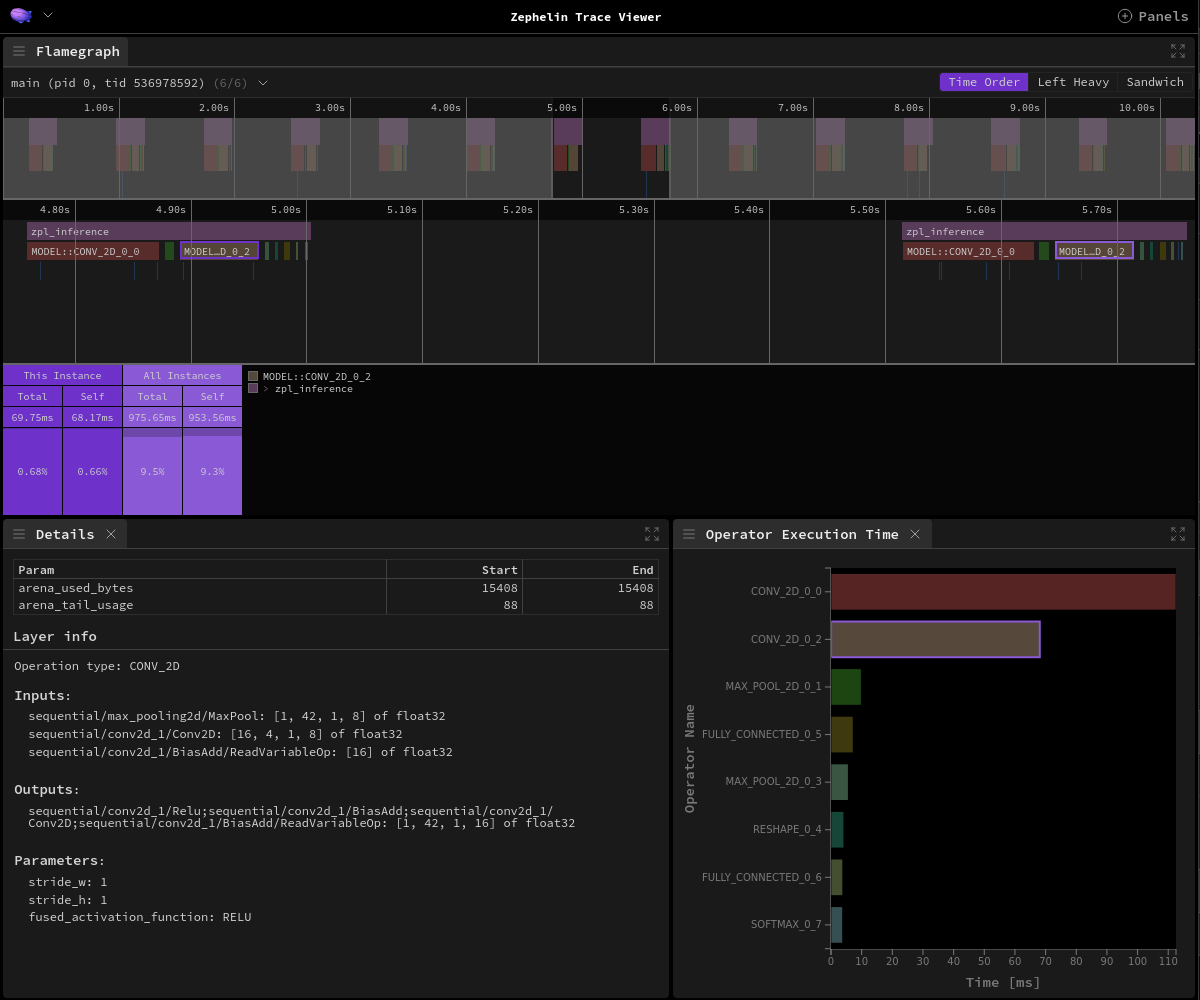 Zephelin Trace Viewer
Panels
Flamegraph
main (pid 0, tid 536978592) (6/6)
Time Order Left Heavy Sandwich
1.00s 2.00s 3.00s 4.00s 5.00s 6.00s 7.00s 8.00s 9.00s 10.00s
4.80s 4.90s 5.00s 5.10s 5.20s 5.30s 5.40s 5.50s 5.60s 5.70s
zpl_inference zpl_inference
MODEL::CONV_2D_0_0 MODEL…D_0_2 MODEL::CONV_2D_0_0 MODEL…D_0_2
This Instance All Instances
Total Self Total Self
69.75ms 68.17ms 975.65ms 953.56ms
0.68% 0.66% 9.5% 9.3%
MODEL::CONV_2D_0_2
> zpl_inference
Details
Param Start End
arena_used_bytes 15408 15408
arena_tail_usage 88 88
Layer info
Operation type: CONV_2D
Inputs:
sequential/max_pooling2d/MaxPool: [1, 42, 1, 8] of float32
sequential/conv2d_1/Conv2D: [16, 4, 1, 8] of float32
sequential/conv2d_1/BiasAdd/ReadVariableOp: [16] of float32
Outputs:
sequential/conv2d_1/Relu;sequential/conv2d_1/BiasAdd;sequential/conv2d_1/
Conv2D;sequential/conv2d_1/BiasAdd/ReadVariableOp: [1, 42, 1, 16] of float32
Parameters:
stride_w: 1
stride_h: 1
fused_activation_function: RELU
Operator Execution Time
Operator Name
CONV_2D_0_0
CONV_2D_0_2
MAX_POOL_2D_0_1
FULLY_CONNECTED_0_5
MAX_POOL_2D_0_3
RESHAPE_0_4
FULLY_CONNECTED_0_6
SOFTMAX_0_7
0 10 20 30 40 50 60 70 80 90 100 110
Time [ms]